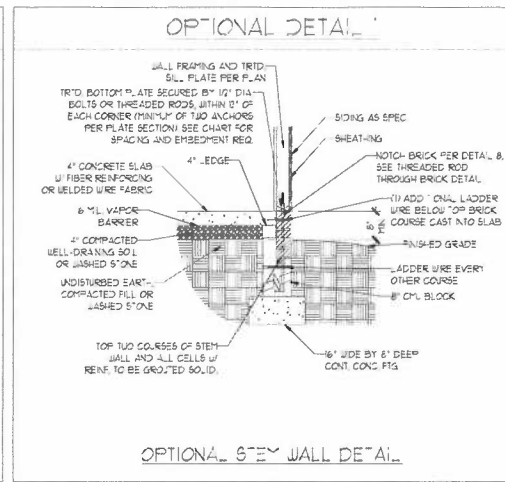 OPTIONAL DETAIL
WALL FRAMING AND TRTD.
SILL PLATE PER PLAN
TRTD. BOTTOM PLATE SECURED BY 1/2" DIA
BOLTS OR THREADED RODS, WITHIN 12" OF
EACH CORNER (MINIMUM OF TWO ANCHORS
PER PLATE SECTION) SEE CHART FOR
SPACING AND EMBEDMENT REQ.
4" CONCRETE SLAB
W/ FIBER REINFORCING
OR WELDED WIRE FABRIC
4" LEDGE
6 MIL VAPOR
BARRIER
4" COMPACTED
WELL-DRAINING SOIL
OR WASHED STONE
UNDISTURBED EARTH,
COMPACTED FILL OR
WASHED STONE
TOP TWO COURSES OF STEM
WALL AND ALL CELLS W/
REINF. TO BE GROUTED SOLID.
SIDING AS SPEC
SHEATHING
NOTCH BRICK PER DETAIL 8,
SEE THREADED ROD
THROUGH BRICK DETAIL
(1) ADDITIONAL LADDER
WIRE BELOW TOP BRICK
COURSE CAST INTO SLAB
8"
MIN.
FINISHED GRADE
LADDER WIRE EVERY
OTHER COURSE
8" CMU BLOCK
16" WIDE BY 8" DEEP
CONT. CONC. FTG.
OPTIONAL STEM WALL DETAIL